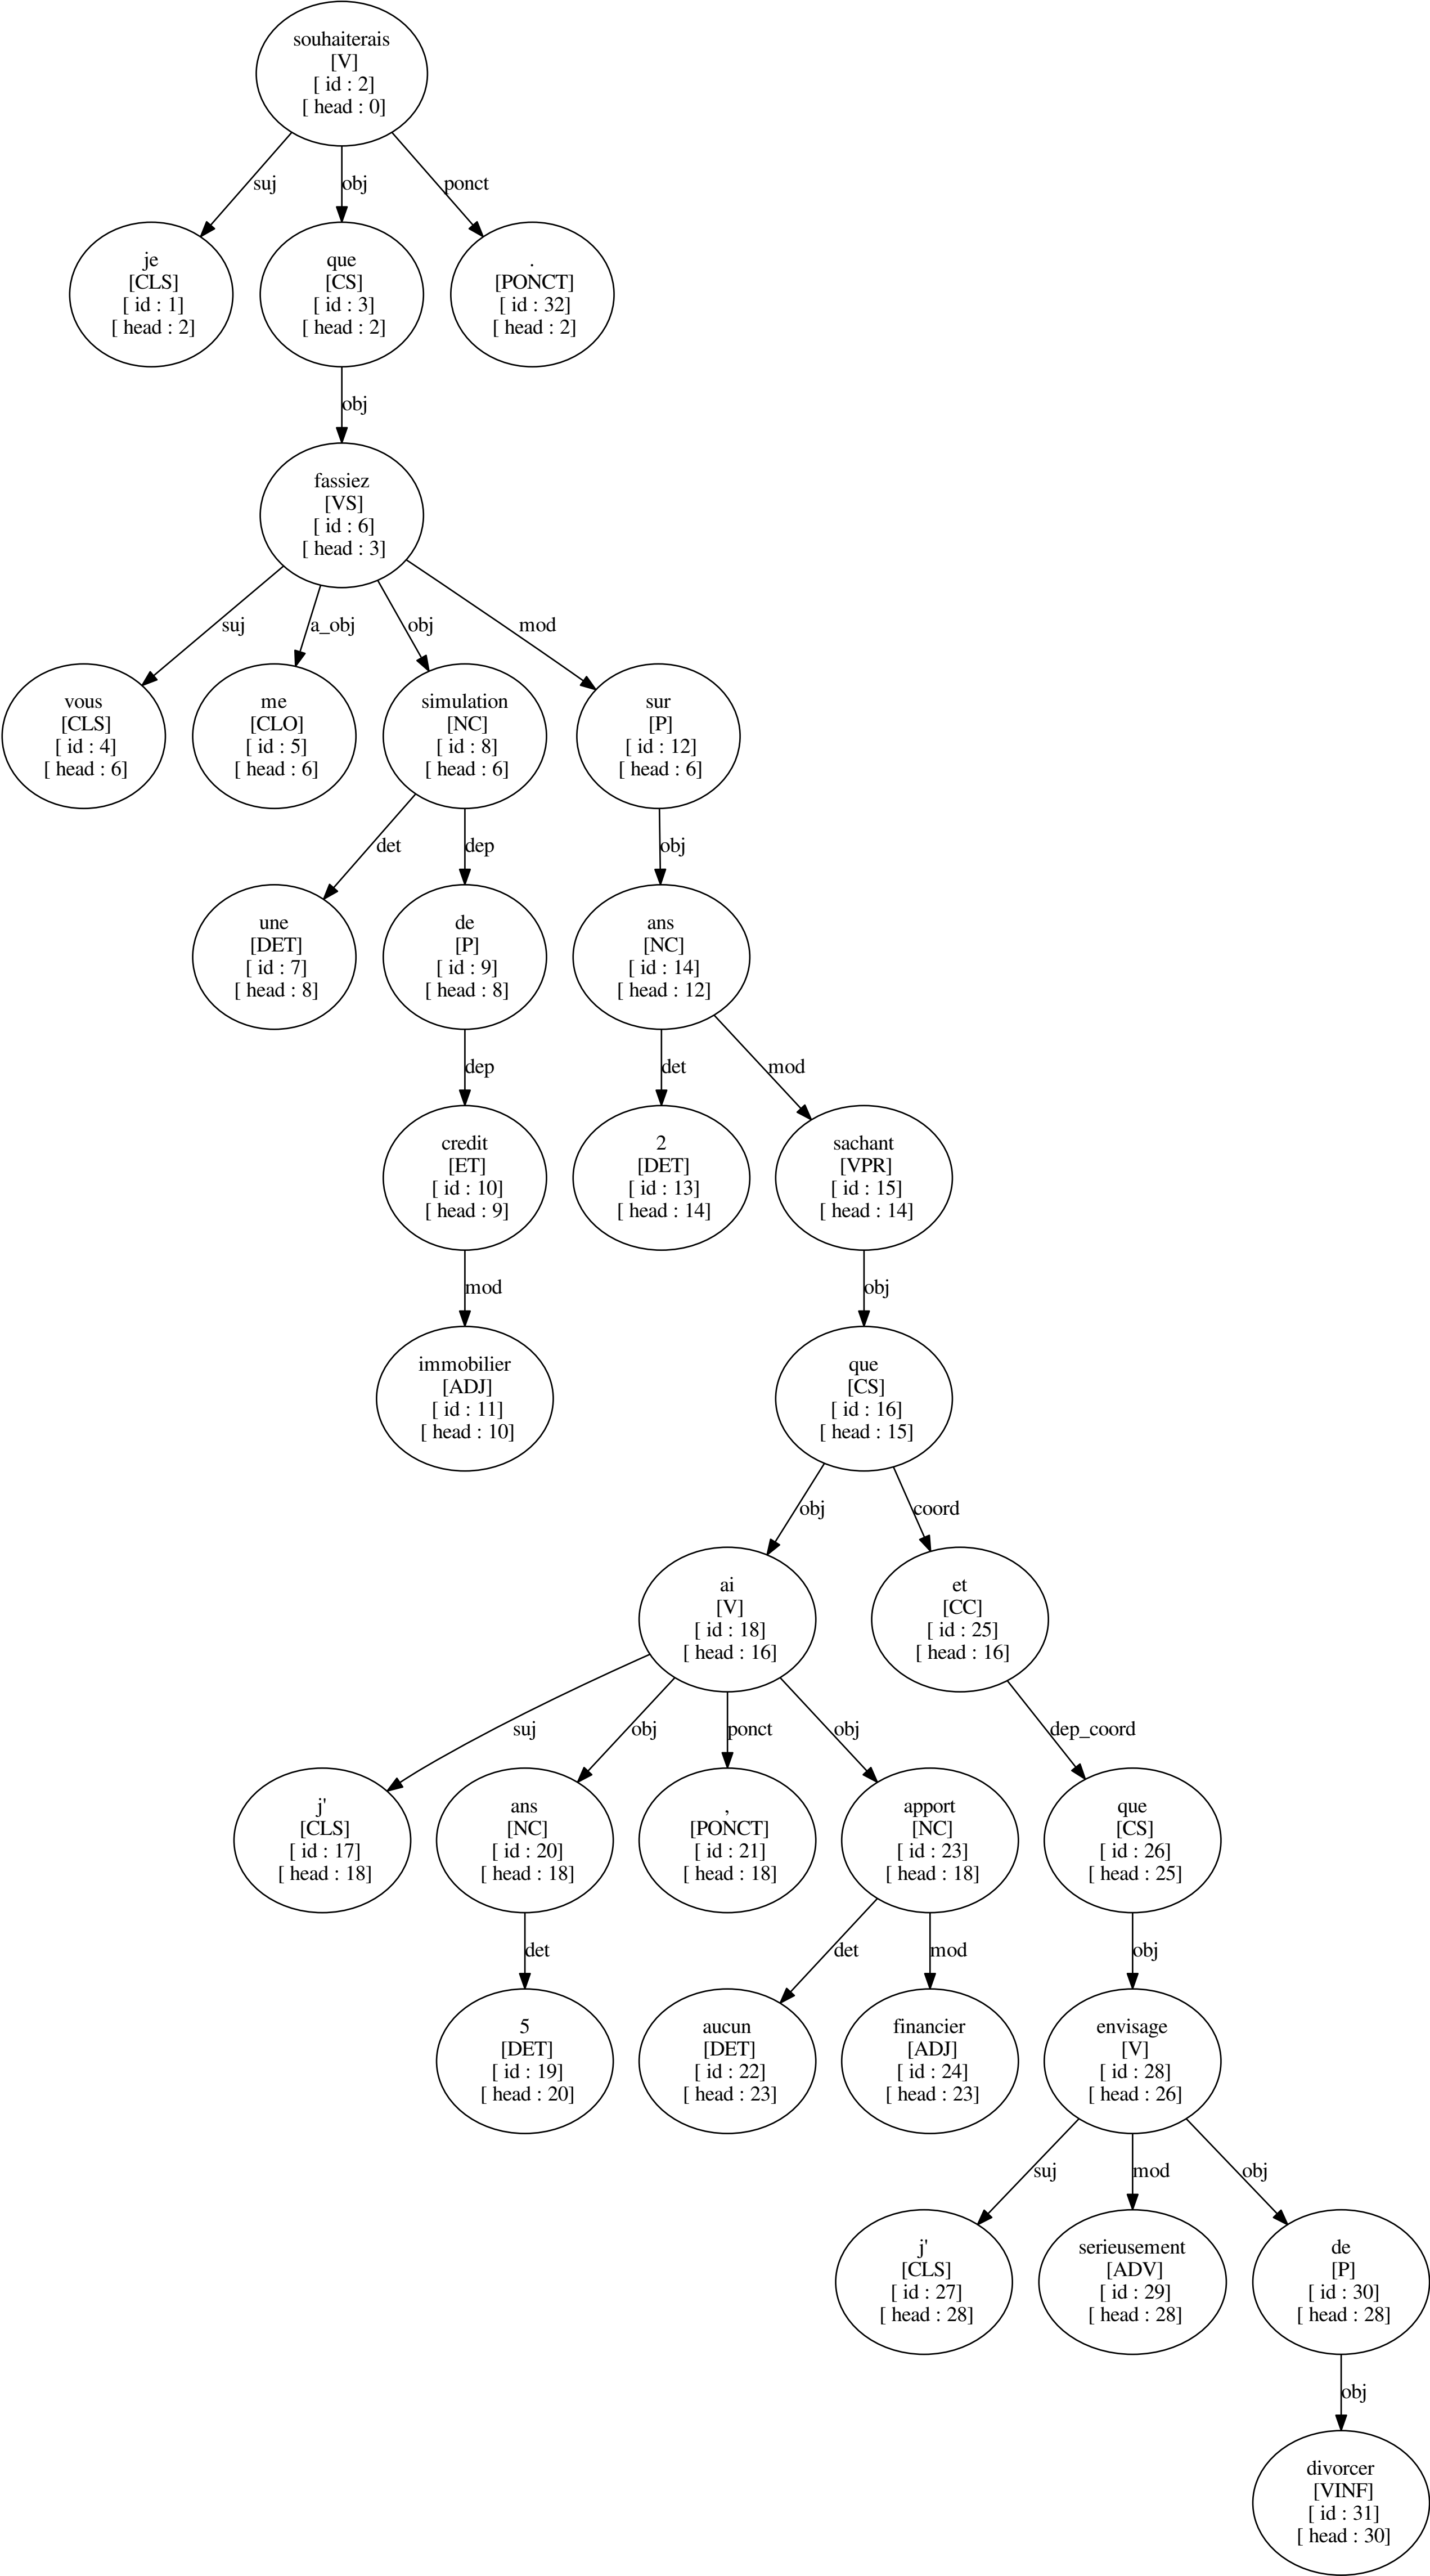 souhaiterais
[V]
[ id : 2]
[ head : 0]
suj
obj
ponct
je
[CLS]
[ id : 1]
[ head : 2]
que
[CS]
[ id : 3]
[ head : 2]
.
[PONCT]
[ id : 32]
[ head : 2]
obj
fassiez
[VS]
[ id : 6]
[ head : 3]
suj
a_obj
obj
mod
vous
[CLS]
[ id : 4]
[ head : 6]
me
[CLO]
[ id : 5]
[ head : 6]
simulation
[NC]
[ id : 8]
[ head : 6]
sur
[P]
[ id : 12]
[ head : 6]
det
dep
obj
une
[DET]
[ id : 7]
[ head : 8]
de
[P]
[ id : 9]
[ head : 8]
ans
[NC]
[ id : 14]
[ head : 12]
dep
det
mod
credit
[ET]
[ id : 10]
[ head : 9]
2
[DET]
[ id : 13]
[ head : 14]
sachant
[VPR]
[ id : 15]
[ head : 14]
mod
obj
immobilier
[ADJ]
[ id : 11]
[ head : 10]
que
[CS]
[ id : 16]
[ head : 15]
obj
coord
ai
[V]
[ id : 18]
[ head : 16]
et
[CC]
[ id : 25]
[ head : 16]
suj
obj
ponct
obj
dep_coord
j'
[CLS]
[ id : 17]
[ head : 18]
ans
[NC]
[ id : 20]
[ head : 18]
,
[PONCT]
[ id : 21]
[ head : 18]
apport
[NC]
[ id : 23]
[ head : 18]
que
[CS]
[ id : 26]
[ head : 25]
det
det
mod
obj
5
[DET]
[ id : 19]
[ head : 20]
aucun
[DET]
[ id : 22]
[ head : 23]
financier
[ADJ]
[ id : 24]
[ head : 23]
envisage
[V]
[ id : 28]
[ head : 26]
suj
mod
obj
j'
[CLS]
[ id : 27]
[ head : 28]
serieusement
[ADV]
[ id : 29]
[ head : 28]
de
[P]
[ id : 30]
[ head : 28]
obj
divorcer
[VINF]
[ id : 31]
[ head : 30]